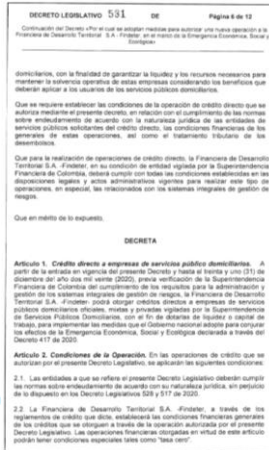 DECRETO LEGISLATIVO 581 DE Página 6 de 12
Continuación del Decreto «Por el cual se adoptan medidas para autorizar una nueva operación a la
Financiera de Desarrollo Territorial S.A. -Findeter, en el marco de la Emergencia Económica, Social y
Ecológica»
domiciliarios, con la finalidad de garantizar la liquidez y los recursos necesarios para
mantener la solvencia operativa de estas empresas considerando los beneficios que
deberán aplicar a los usuarios de los servicios públicos domiciliarios.
Que se requiere establecer las condiciones de la operación de crédito directo que se
autoriza mediante el presente decreto, en relación con el cumplimiento de las normas
sobre endeudamiento de acuerdo con la naturaleza jurídica de las entidades de
servicios públicos solicitantes del crédito directo, las condiciones financieras de los
generales de estas operaciones, así como el tratamiento tributario de los
desembolsos.
Que para la realización de operaciones de crédito directo, la Financiera de Desarrollo
Territorial S.A. -Findeter, en su condición de entidad vigilada por la Superintendencia
Financiera de Colombia, deberá cumplir con todas las condiciones establecidas en las
disposiciones legales y actos administrativos vigentes para realizar este tipo de
operaciones, en especial, las relacionados con los sistemas integrales de gestión de
riesgos.
Que en mérito de lo expuesto,
DECRETA
Artículo 1. Crédito directo a empresas de servicios público domiciliarios. A
partir de la entrada en vigencia del presente Decreto y hasta el treinta y uno (31) de
diciembre del año dos mil veinte (2020), previa verificación de la Superintendencia
Financiera de Colombia del cumplimiento de los requisitos para la administración y
gestión de los sistemas integrales de gestión de riesgos, la Financiera de Desarrollo
Territorial S.A. -Findeter- podrá otorgar créditos directos a empresas de servicios
públicos domiciliarios oficiales, mixtas y privadas vigiladas por la Superintendencia
de Servicios Públicos Domiciliarios, con el fin de dotarlas de liquidez o capital de
trabajo, para implementar las medidas que el Gobierno nacional adopte para conjurar
los efectos de la Emergencia Económica, Social y Ecológica declarada a través del
Decreto 417 de 2020.
Artículo 2. Condiciones de la Operación. En las operaciones de crédito que se
autorizan por el presente Decreto Legislativo, se aplicarán las siguientes condiciones:
2.1. Las entidades a que se refiere el presente Decreto Legislativo deberán cumplir
las normas sobre endeudamiento de acuerdo con su naturaleza jurídica, sin perjuicio
de lo dispuesto en los Decretos Legislativos 528 y 517 de 2020.
2.2. La Financiera de Desarrollo Territorial S.A. -Findeter, a través de los
reglamentos de crédito que dicte, establecerá las condiciones financieras generales
de los créditos que se otorguen a través de la operación autorizada por el presente
Decreto Legislativo. Las operaciones financieras otorgadas en virtud de este artículo
podrán tener condiciones especiales tales como "tasa cero".